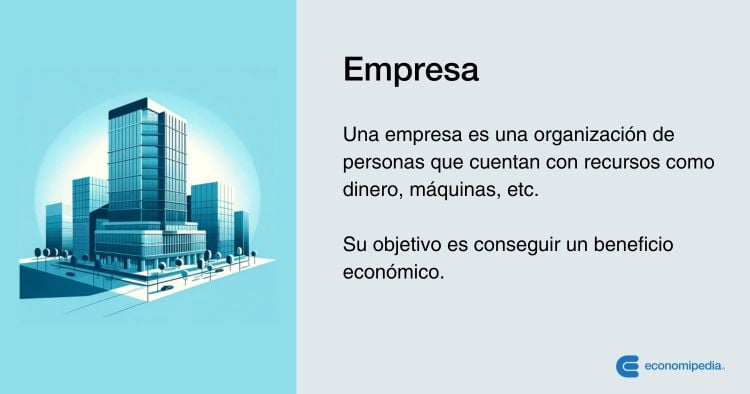 Empresa
Una empresa es una organización de
personas que cuentan con recursos como
dinero, máquinas, etc.
Su objetivo es conseguir un beneficio
económico.
economipedia